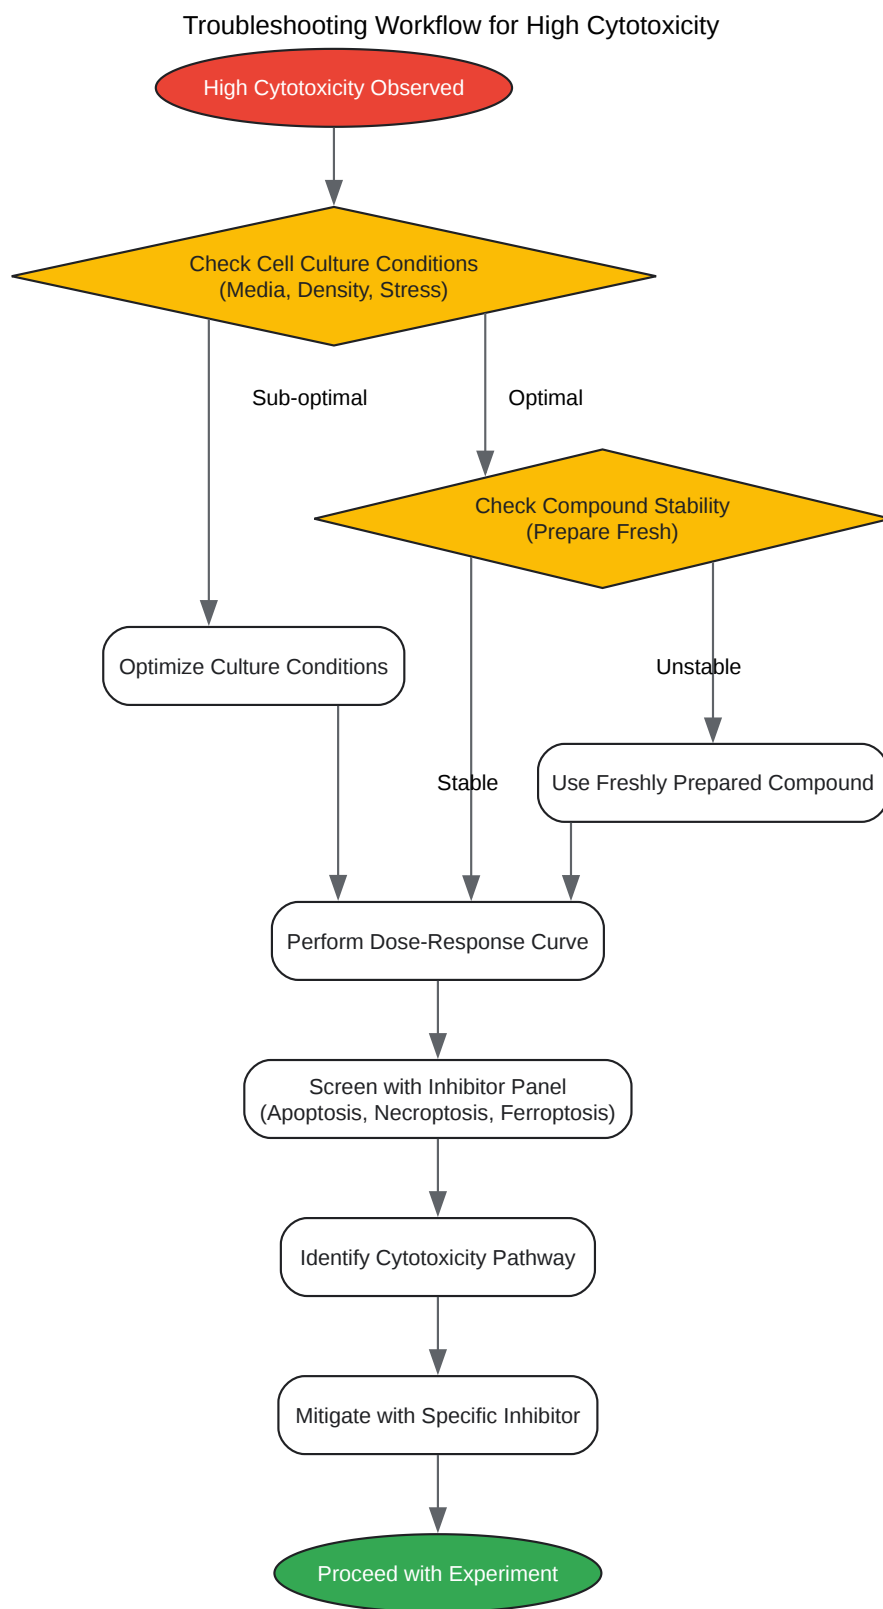 Troubleshooting Workflow for High Cytotoxicity
High Cytotoxicity Observed
Check Cell Culture Conditions
(Media, Density, Stress)
Sub-optimal
Optimal
Check Compound Stability
(Prepare Fresh)
Optimize Culture Conditions
Unstable
Stable
Use Freshly Prepared Compound
Perform Dose-Response Curve
Screen with Inhibitor Panel
(Apoptosis, Necroptosis, Ferroptosis)
Identify Cytotoxicity Pathway
Mitigate with Specific Inhibitor
Proceed with Experiment